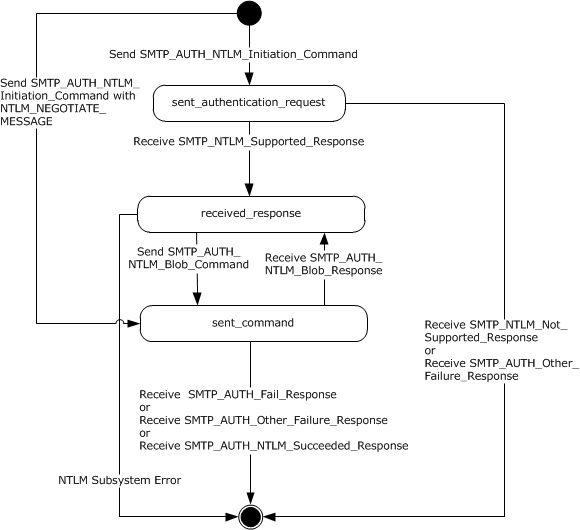 Send SMTP_AUTH_NTLM_Initiation_Command
Send SMTP_AUTH_NTLM_
Initiation_Command with
NTLM_NEGOTIATE_
MESSAGE
sent_authentication_request
Receive SMTP_NTLM_Supported_Response
received_response
Send SMTP_AUTH_
NTLM_Blob_Command
Receive SMTP_AUTH_
NTLM_Blob_Response
sent_command
Receive SMTP_NTLM_Not_
Supported_Response
or
Receive SMTP_AUTH_Other_
Failure_Response
Receive  SMTP_AUTH_Fail_Response
or
Receive SMTP_AUTH_Other_Failure_Response
or
Receive SMTP_AUTH_NTLM_Succeeded_Response
NTLM Subsystem Error